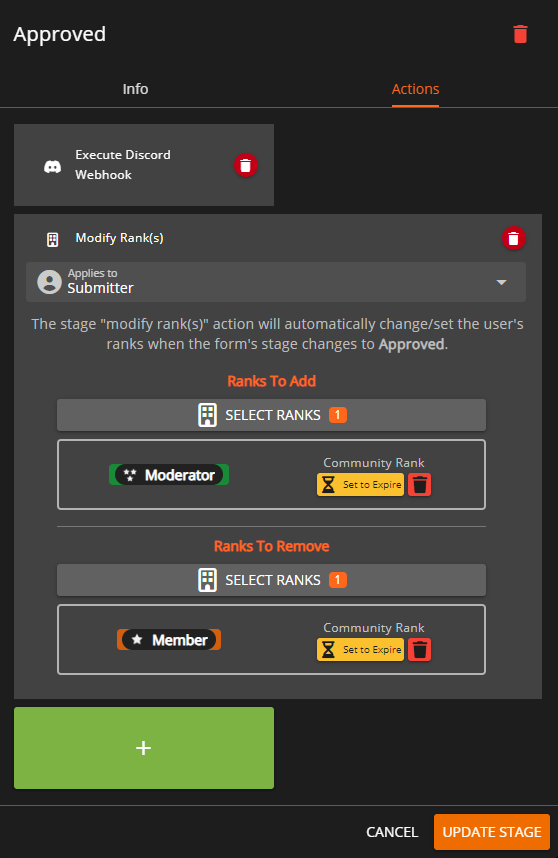 Approved
Info
Actions
Execute Discord
Webhook
Modify Rank(s)
Applies to
Submitter
The stage "modify rank(s)" action will automatically change/set the user's
ranks when the form's stage changes to Approved.
Ranks To Add
SELECT RANKS 1
Moderator
Community Rank
Set to Expire
Ranks To Remove
SELECT RANKS 1
Member
Community Rank
Set to Expire
+
CANCEL
UPDATE STAGE